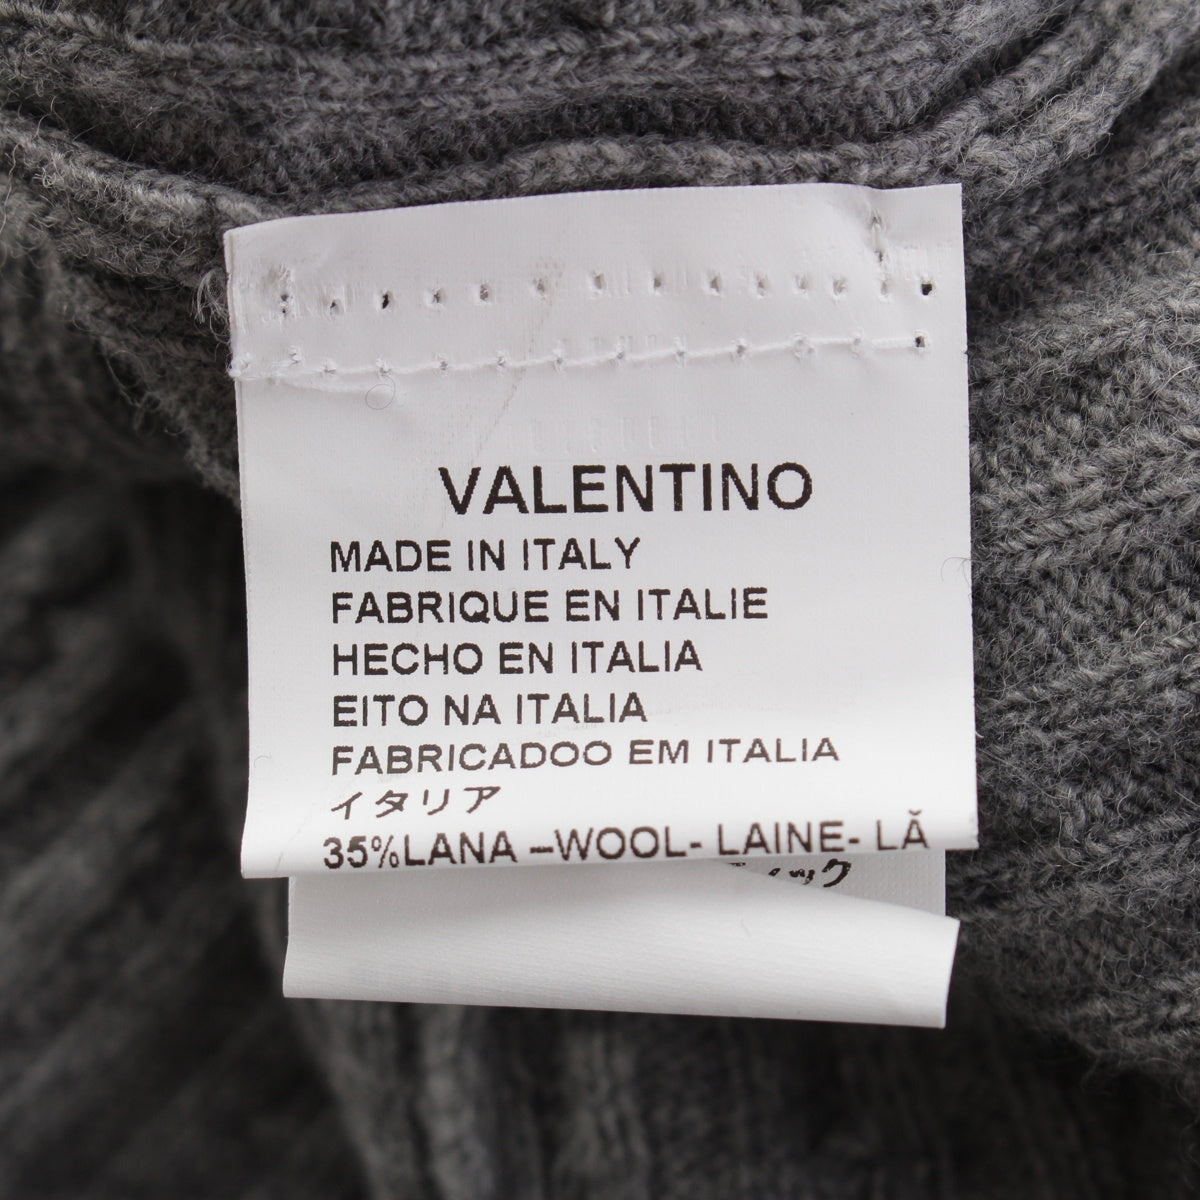 VALENTINO
MADE IN ITALY
FABRIQUE EN ITALIE
HECHO EN ITALIA
EITO NA ITALIA
FABRICADOO EM ITALIA
イタリア
35%LANA –WOOL- LAINE- LĂ